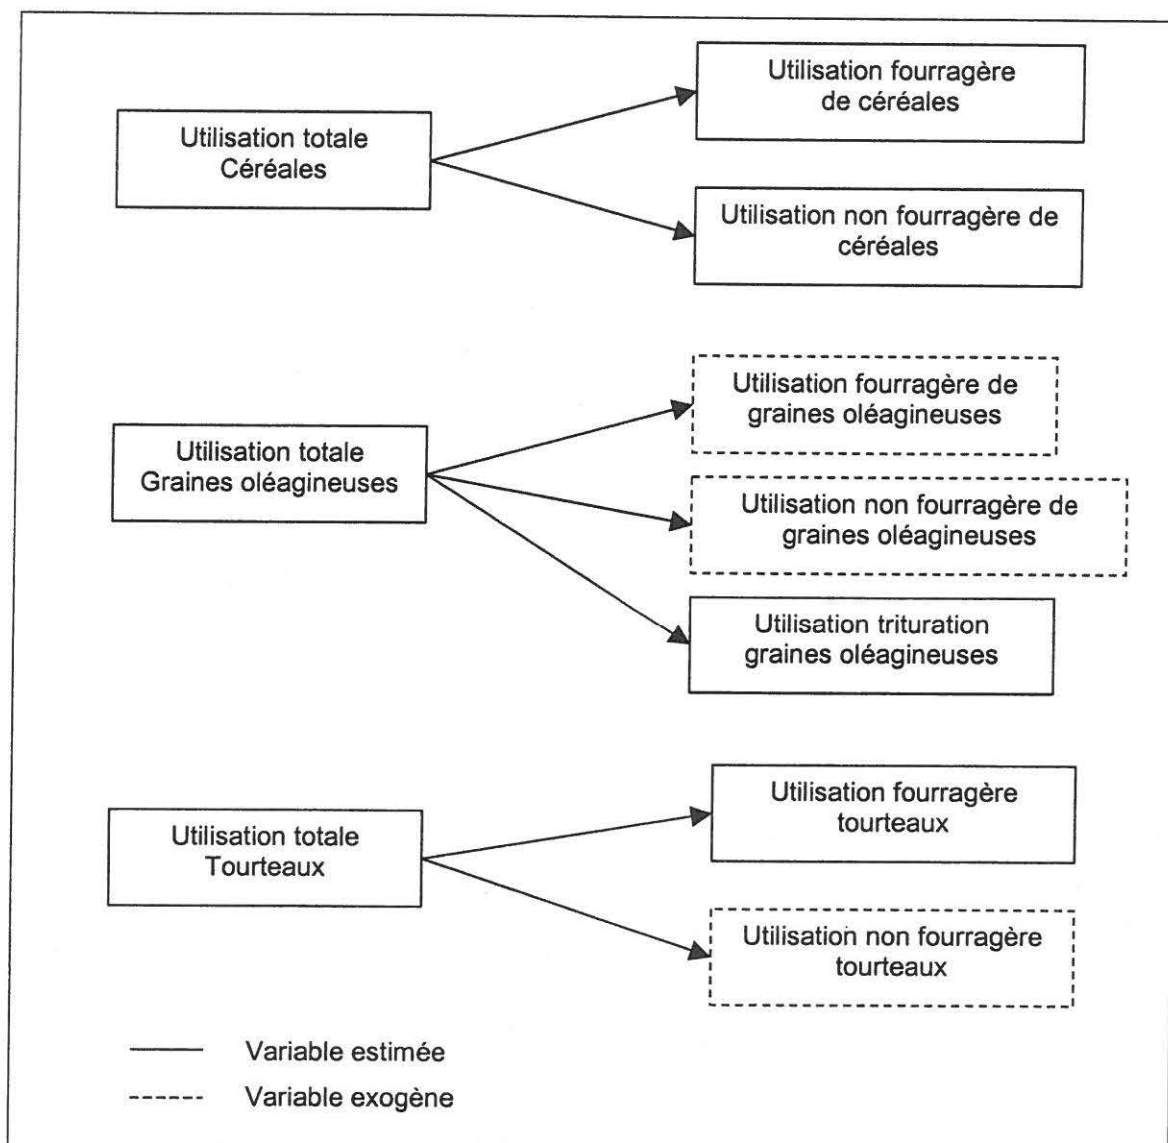 Utilisation totale
Céréales
Utilisation fourragère
de céréales
Utilisation non fourragère de
céréales
Utilisation totale
Graines oléagineuses
Utilisation fourragère de
graines oléagineuses
Utilisation non fourragère de
graines oléagineuses
Utilisation trituration
graines oléagineuses
Utilisation totale
Tourteaux
Utilisation fourragère
tourteaux
Utilisation non fourragère
tourteaux
Variable estimée
Variable exogène